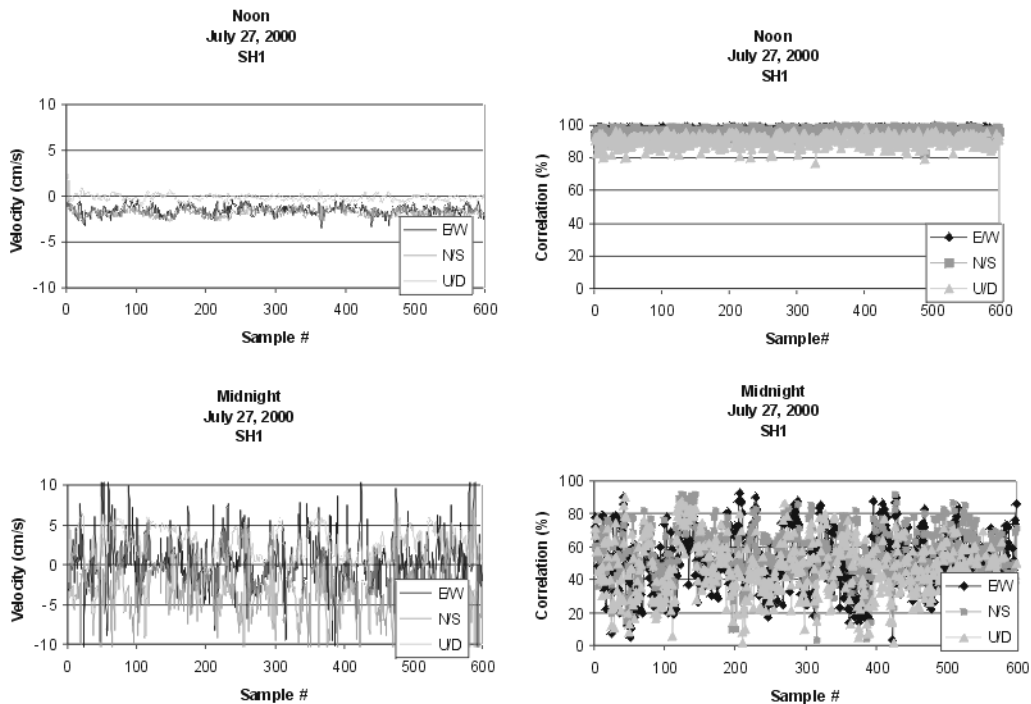 Noon
July 27, 2000
SH1
Velocity (cm/s)
10
5
0
-5
-10
0
100
200
300
400
500
600
Sample #
E/W
N/S
U/D
Noon
July 27, 2000
SH1
Correlation (%)
100
80
60
40
20
0
0
100
200
300
400
500
600
Sample#
E/W
N/S
U/D
Midnight
July 27, 2000
SH1
Velocity (cm/s)
10
5
0
-5
-10
0
100
200
300
400
500
600
Sample #
E/W
N/S
U/D
Midnight
July 27, 2000
SH1
Correlation (%)
100
80
60
40
20
0
0
100
200
300
400
500
600
Sample #
E/W
N/S
U/D